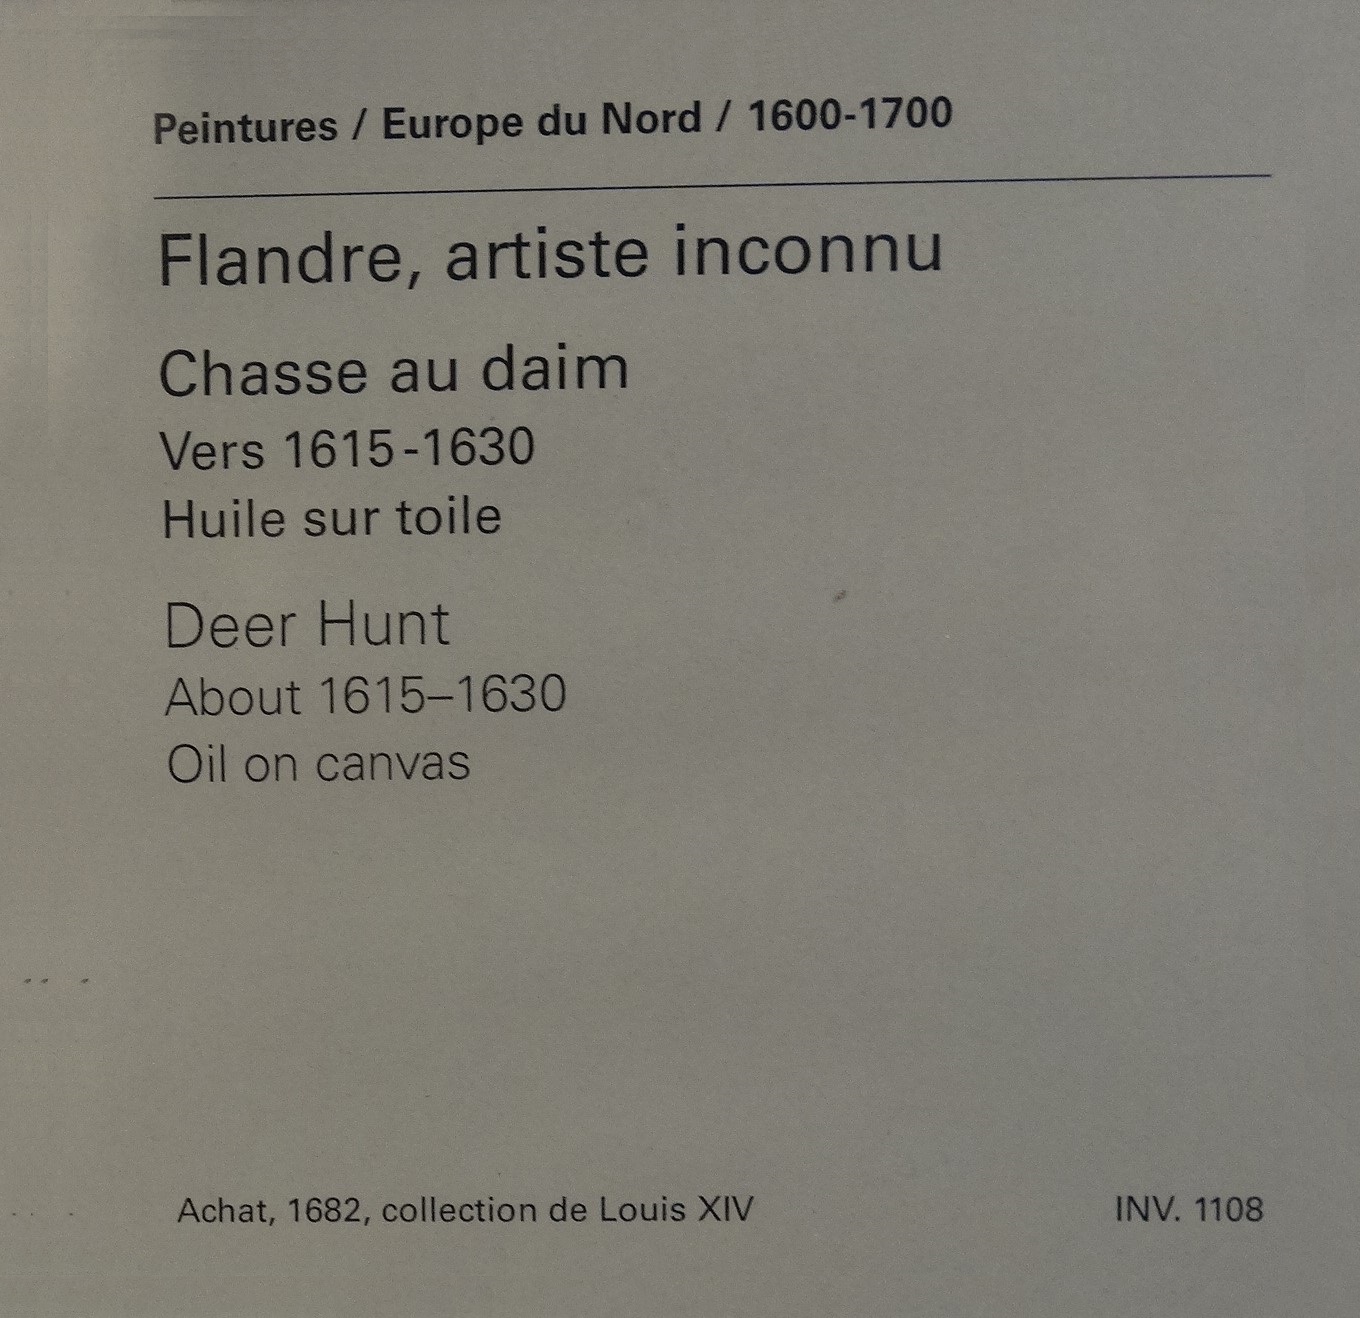 Peintures / Europe du Nord / 1600-1700
Flandre, artiste inconnu
Chasse au daim
Vers 1615-1630
Huile sur toile
Deer Hunt
About 1615–1630
Oil on canvas
Achat, 1682, collection de Louis XIV INV. 1108